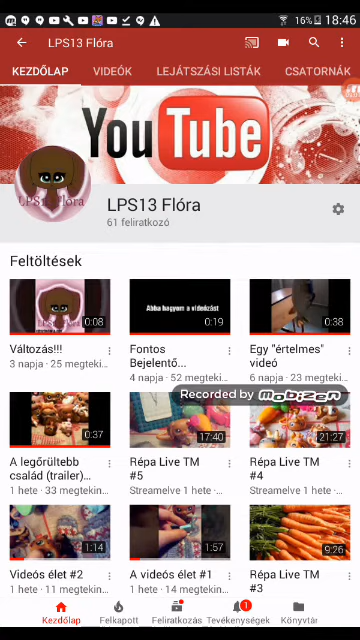 16% 18:46
LPS13 Flóra
KEZDŐLAP VIDEÓK LEJÁTSZÁSI LISTÁK CSATORNÁK
YouTube
LPS13 Flóra
LPS13 Flóra
61 feliratkozó
Feltöltések
0:08
Abba hagyom a videózást
0:19
0:38
Változás!!!
3 napja · 25 megteki...
Fontos
Bejelentő...
4 napja · 52 megteki...
Egy "értelmes"
videó
6 napja · 23 megteki...
Recorded by mobizen
0:37
17:40
21:27
A legőrültebb
család (trailer)...
1 hete · 33 megtekin...
Répa Live TM
#5
Streamelve 1 hete · ...
Répa Live TM
#4
Streamelve 1 hete · ...
1:14
1:57
9:26
Videós élet #2
1 hete · 11 megtekin...
A videós élet #1
1 hete · 14 megtekin...
Répa Live TM
#3
1
Kezdőlap Felkapott Feliratkozás Tevékenységek Könyvtár